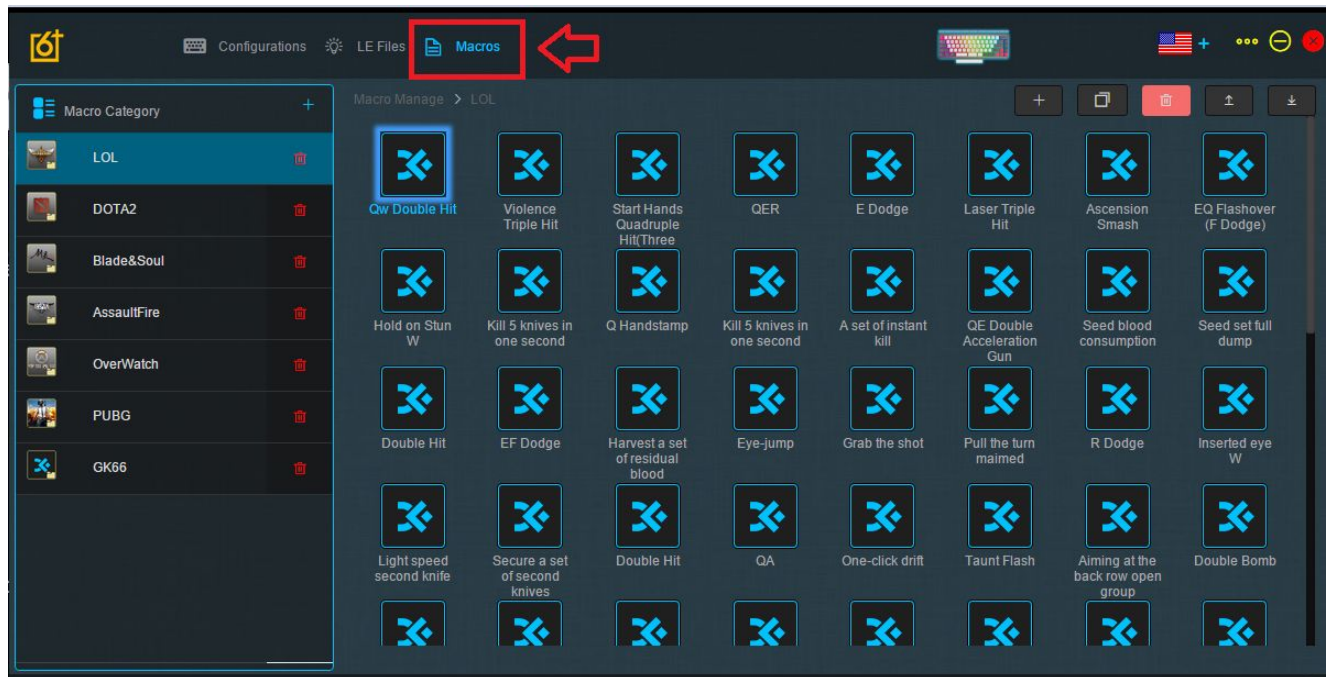 Configurations LE Files Macros
Macro Category
Macro Manage > LOL
LOL
DOTA2
Blade&Soul
AssaultFire
OverWatch
PUBG
GK66
Qw Double Hit
Violence
Triple Hit
Start Hands
Quadruple
Hit(Three
QER
E Dodge
Laser Triple
Hit
Ascension
Smash
EQ Flashover
(F Dodge)
Hold on Stun
W
Kill 5 knives in
one second
Q Handstamp
Kill 5 knives in
one second
A set of instant
kill
QE Double
Acceleration
Gun
Seed blood
consumption
Seed set full
dump
Double Hit
EF Dodge
Harvest a set
of residual
blood
Eye-jump
Grab the shot
Pull the turn
maimed
R Dodge
Inserted eye
W
Light speed
second knife
Secure a set
of second
knives
Double Hit
QA
One-click drift
Taunt Flash
Aiming at the
back row open
group
Double Bomb